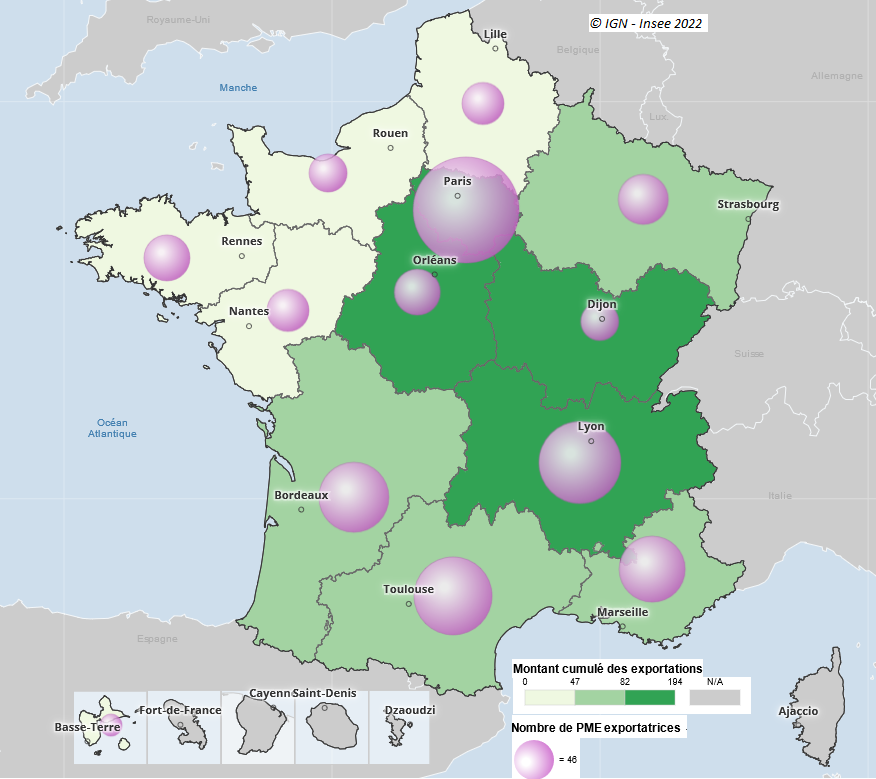 © IGN - Insee 2022
Royaume-Uni
Lille
Belgique
Allemagne
Manche
Lux.
Rouen
Paris
Strasbourg
Rennes
Orléans
Nantes
Dijon
Suisse
Océan
Atlantique
Lyon
Bordeaux
Italie
Toulouse
Marseille
Espagne
Montant cumulé des exportations
0 47 82 194 N/A
Cayenn Saint-Denis
Fort-de-France
Dzaoudzi
Ajaccio
Basse-Terre
Nombre de PME exportatrices
= 46